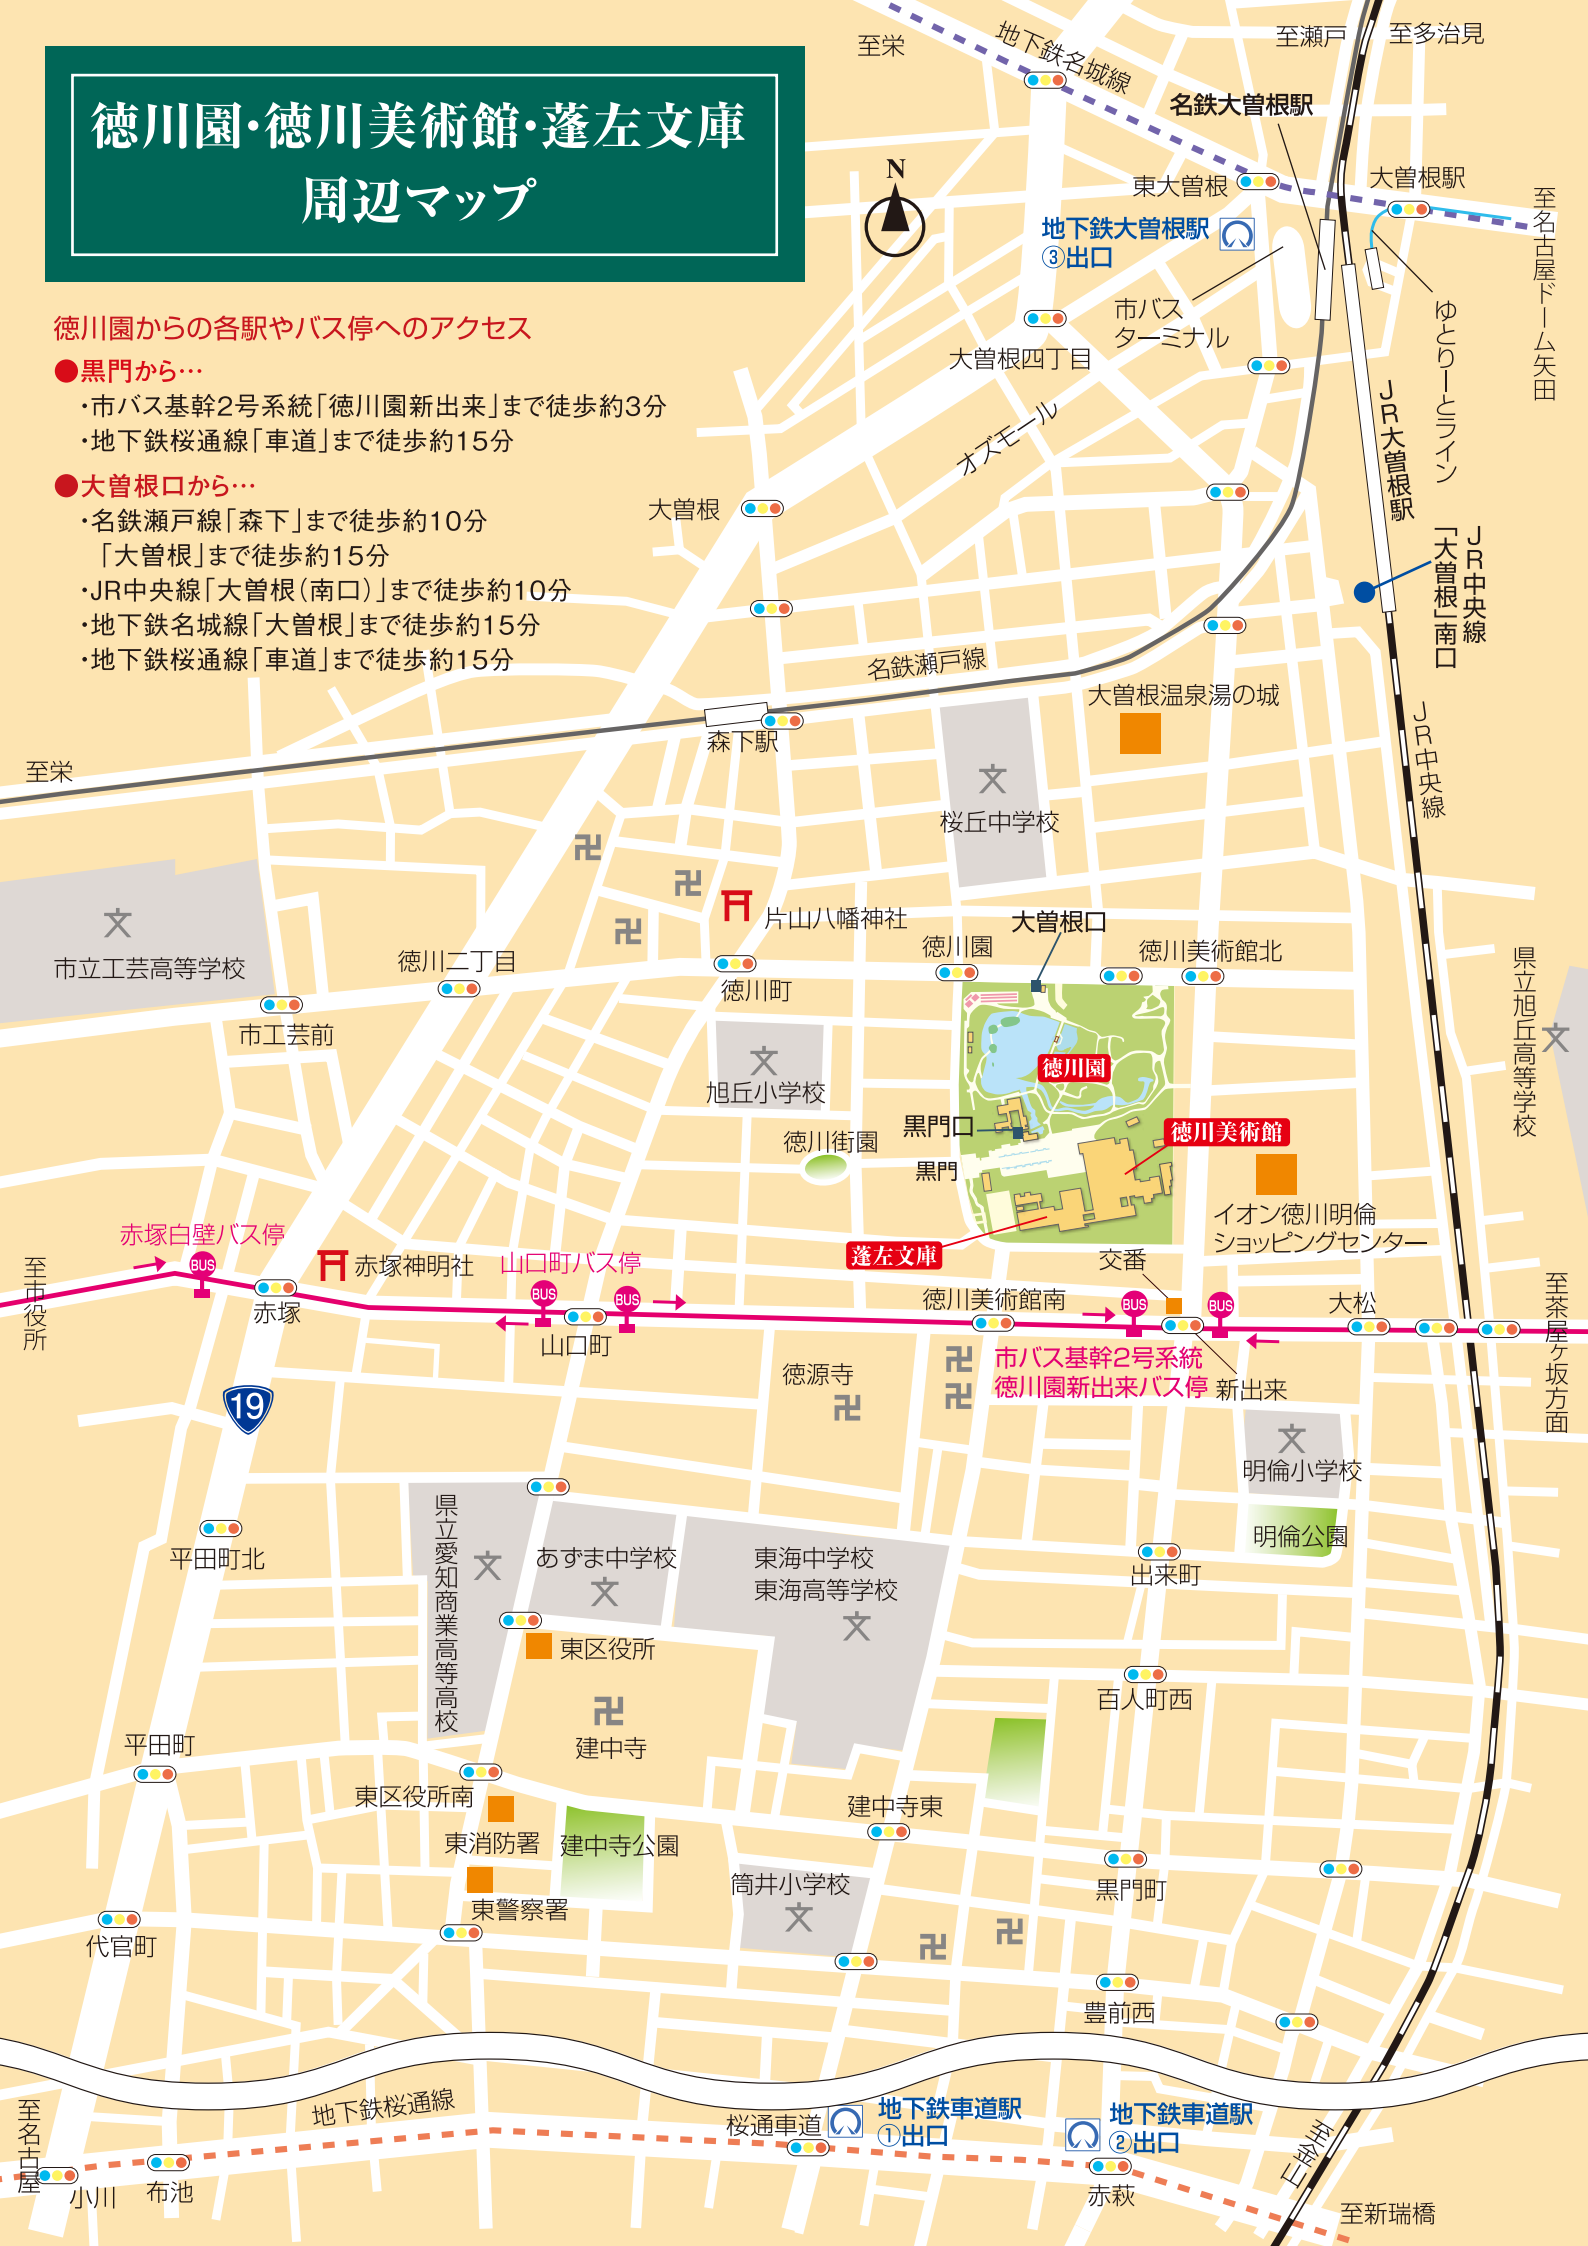 徳川園・徳川美術館・蓬左文庫
周辺マップ
徳川園からの各駅やバス停へのアクセス
●黒門から…
・市バス基幹2号系統「徳川園新出来」まで徒歩約3分
・地下鉄桜通線「車道」まで徒歩約15分
●大曽根口から…
・名鉄瀬戸線「森下」まで徒歩約10分
「大曽根」まで徒歩約15分
・JR中央線「大曽根(南口)」まで徒歩約10分
・地下鉄名城線「大曽根」まで徒歩約15分
・地下鉄桜通線「車道」まで徒歩約15分
至栄
地下鉄名城線
至瀬戸
至多治見
名鉄大曽根駅
N
東大曽根
大曽根駅
地下鉄大曽根駅
③出口
至名古屋ドーム矢田
市バス
ターミナル
ゆとりーとライン
大曽根四丁目
オズモール
JR大曽根駅
大曽根
JR中央線
「大曽根」南口
名鉄瀬戸線
大曽根温泉湯の城
森下駅
JR中央線
至栄
桜丘中学校
片山八幡神社
大曽根口
徳川園
徳川美術館北
市立工芸高等学校
徳川二丁目
徳川町
市工芸前
県立旭丘高等学校
徳川園
旭丘小学校
黒門口
徳川美術館
徳川街園
黒門
イオン徳川明倫
ショッピングセンター
赤塚白壁バス停
BUS
蓬左文庫
交番
至市役所
赤塚神明社
山口町バス停
BUS
BUS
赤塚
徳川美術館南
BUS
BUS
大松
至茶屋ヶ坂方面
山口町
市バス基幹2号系統
徳川園新出来バス停
新出来
徳源寺
19
明倫小学校
県立愛知商業高等高校
平田町北
あずま中学校
東海中学校
東海高等学校
明倫公園
出来町
東区役所
百人町西
建中寺
平田町
東区役所南
建中寺東
東消防署
建中寺公園
筒井小学校
黒門町
東警察署
代官町
豊前西
地下鉄桜通線
至名古屋
桜通車道
地下鉄車道駅
①出口
地下鉄車道駅
②出口
至金山
小川
布池
赤萩
至新瑞橋